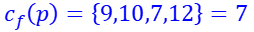 c_f(p) = {9,10,7,12} = 7